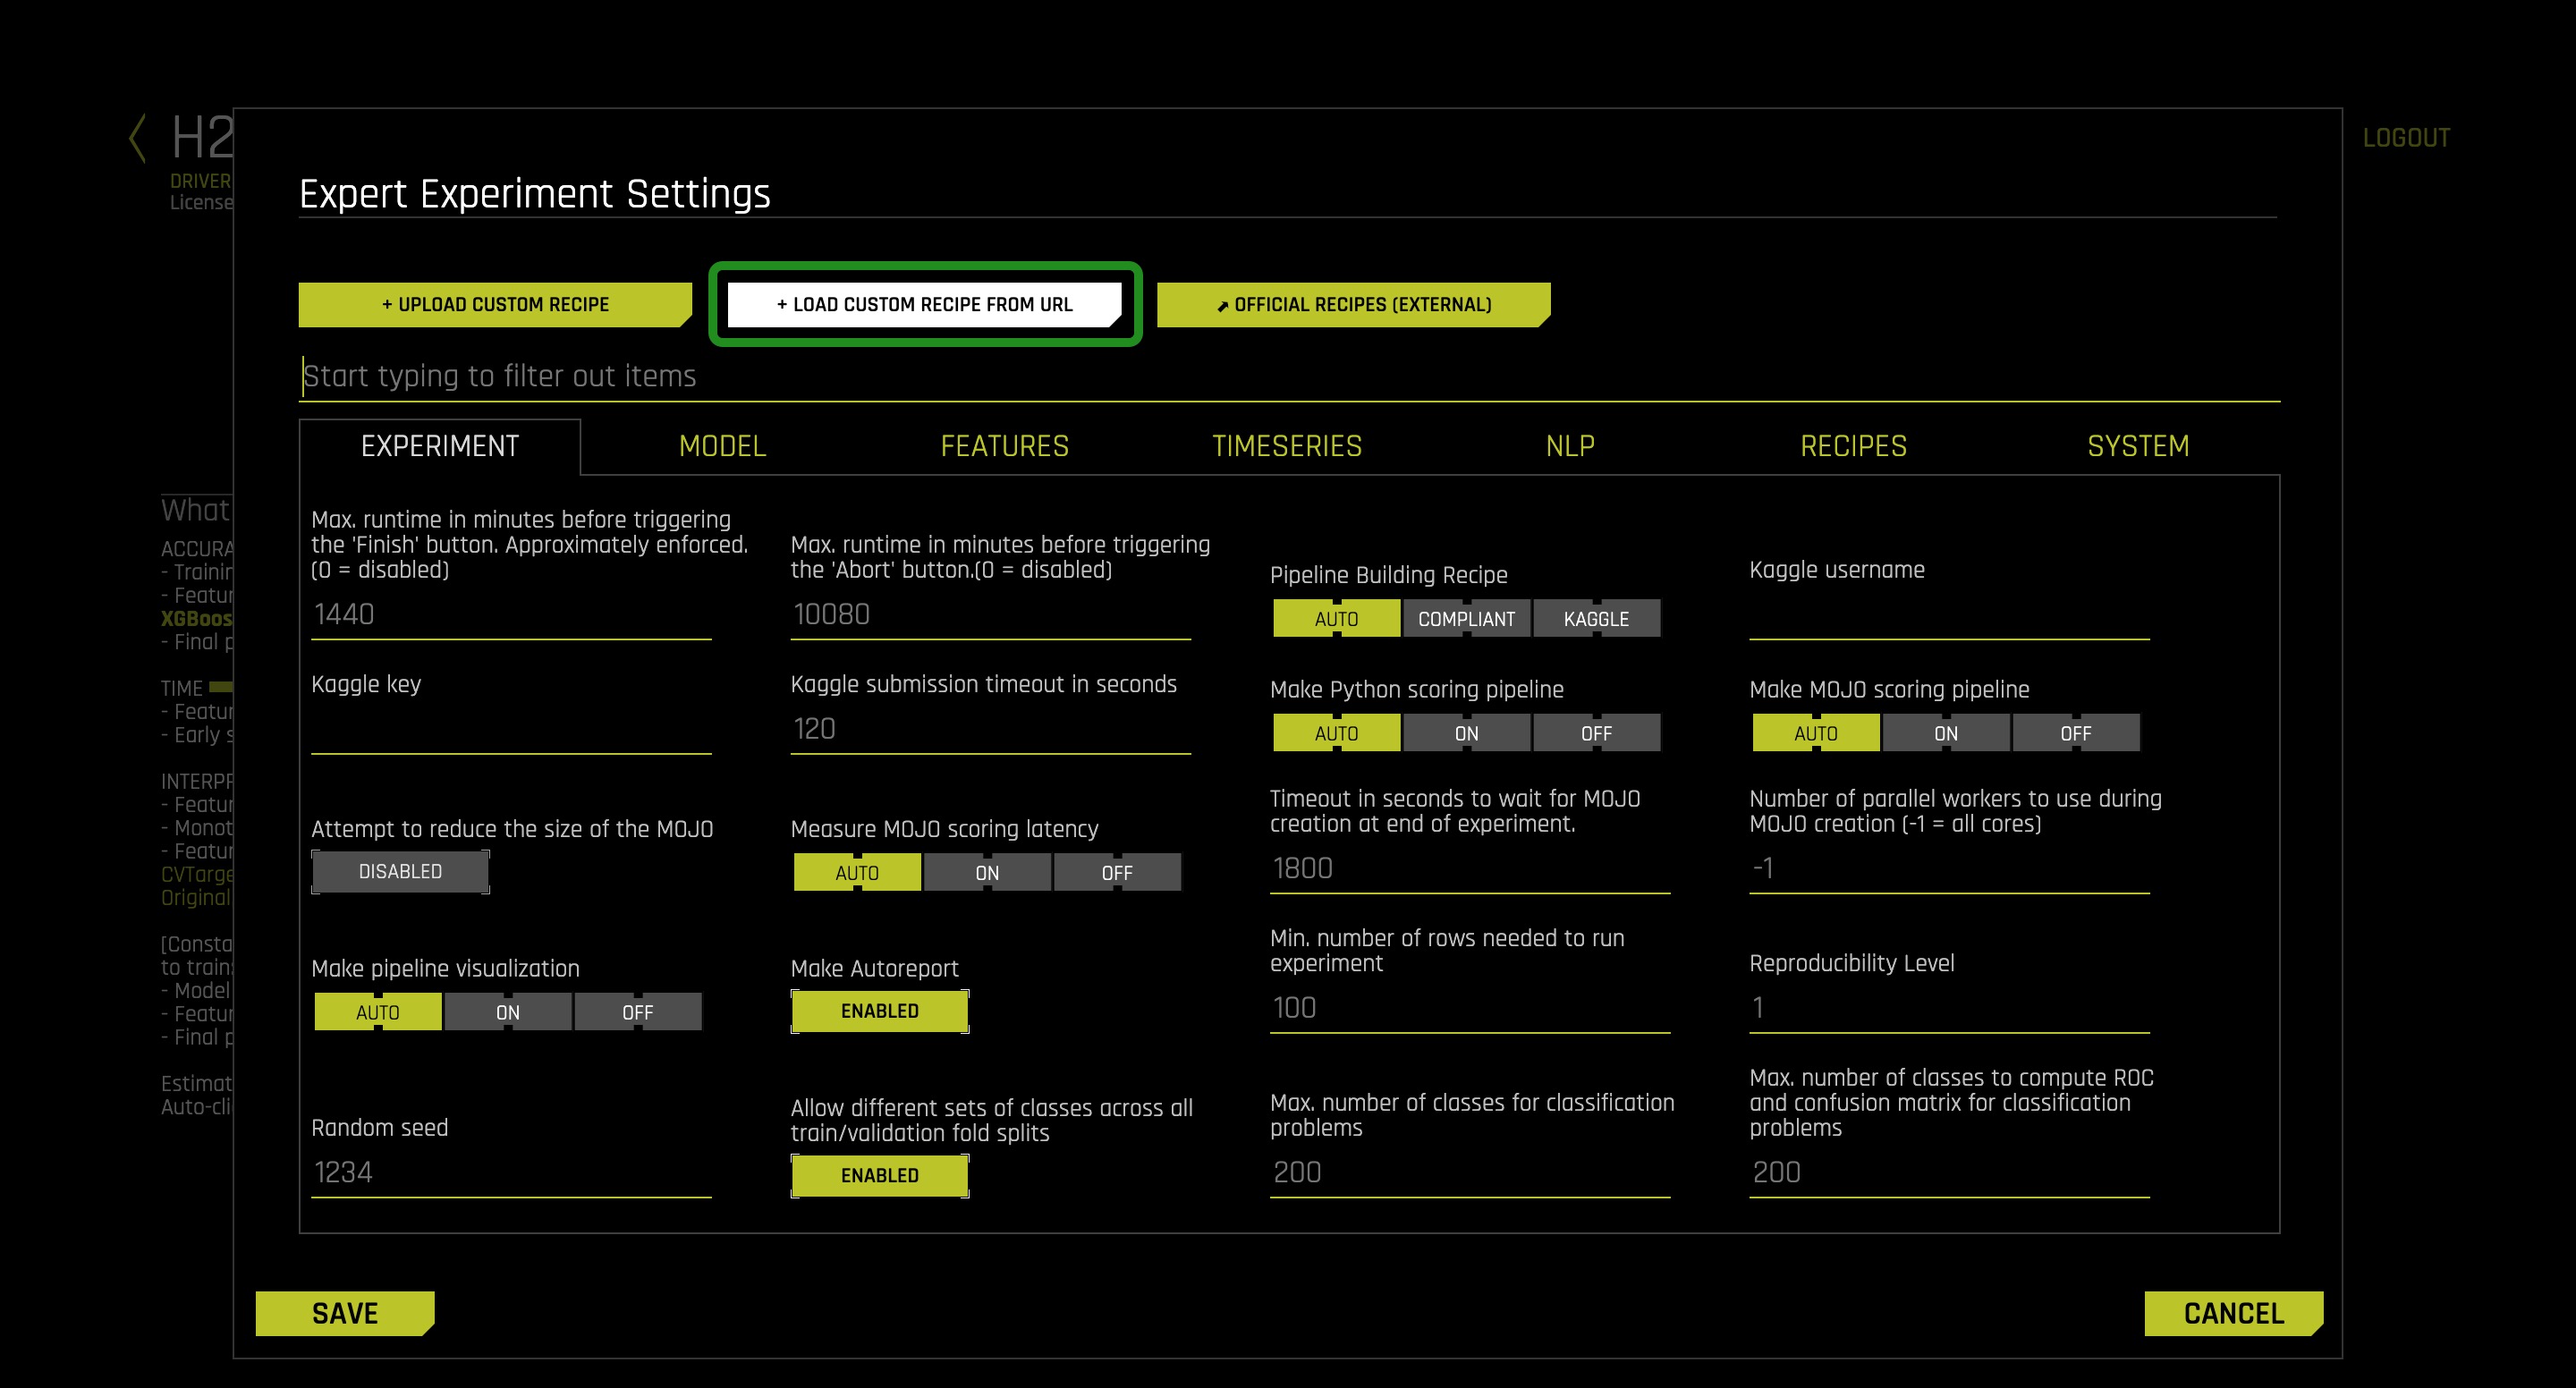 H2
DRIVER
License
LOGOUT
Expert Experiment Settings
+ UPLOAD CUSTOM RECIPE
+ LOAD CUSTOM RECIPE FROM URL
OFFICIAL RECIPES (EXTERNAL)
Start typing to filter out items
EXPERIMENT
MODEL
FEATURES
TIMESERIES
NLP
RECIPES
SYSTEM
Max. runtime in minutes before triggering
the 'Finish' button. Approximately enforced.
(0 = disabled)
1440
Max. runtime in minutes before triggering
the 'Abort' button.(0 = disabled)
10080
Pipeline Building Recipe
AUTO COMPLIANT KAGGLE
Kaggle username
Kaggle key
Kaggle submission timeout in seconds
120
Make Python scoring pipeline
AUTO ON OFF
Make MOJO scoring pipeline
AUTO ON OFF
Attempt to reduce the size of the MOJO
DISABLED
Measure MOJO scoring latency
AUTO ON OFF
Timeout in seconds to wait for MOJO
creation at end of experiment.
1800
Number of parallel workers to use during
MOJO creation (-1 = all cores)
-1
Make pipeline visualization
AUTO ON OFF
Make Autoreport
ENABLED
Min. number of rows needed to run
experiment
100
Reproducibility Level
1
Random seed
1234
Allow different sets of classes across all
train/validation fold splits
ENABLED
Max. number of classes for classification
problems
200
Max. number of classes to compute ROC
and confusion matrix for classification
problems
200
What
ACCURA
- Trainin
- Featur
XGBoos
- Final p
TIME
- Featur
- Early s
INTERPR
- Featur
- Monot
- Featur
CVTarge
Original
[Consta
to train
- Model
- Featur
- Final p
Estimat
Auto-cli
SAVE
CANCEL